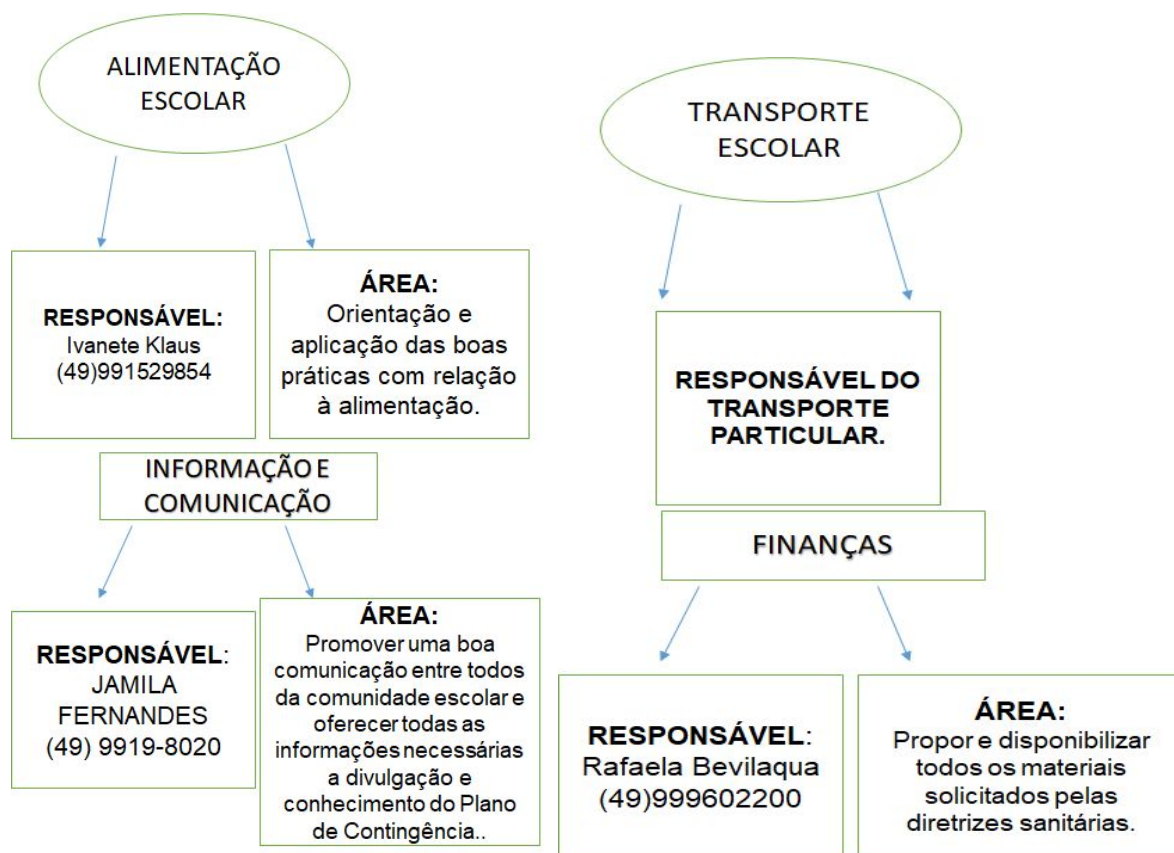 ALIMENTAÇÃO
ESCOLAR
RESPONSÁVEL:
Ivanete Klaus
(49)991529854
ÁREA:
Orientação e
aplicação das boas
práticas com relação
à alimentação.
INFORMAÇÃO E
COMUNICAÇÃO
RESPONSÁVEL:
JAMILA
FERNANDES
(49) 9919-8020
ÁREA:
Promover uma boa
comunicação entre todos
da comunidade escolar e
oferecer todas as
informações necessárias
a divulgação e
conhecimento do Plano
de Contingência..
TRANSPORTE
ESCOLAR
RESPONSÁVEL DO
TRANSPORTE
PARTICULAR.
FINANÇAS
RESPONSÁVEL:
Rafaela Bevilaqua
(49)999602200
ÁREA:
Propor e disponibilizar
todos os materiais
solicitados pelas
diretrizes sanitárias.